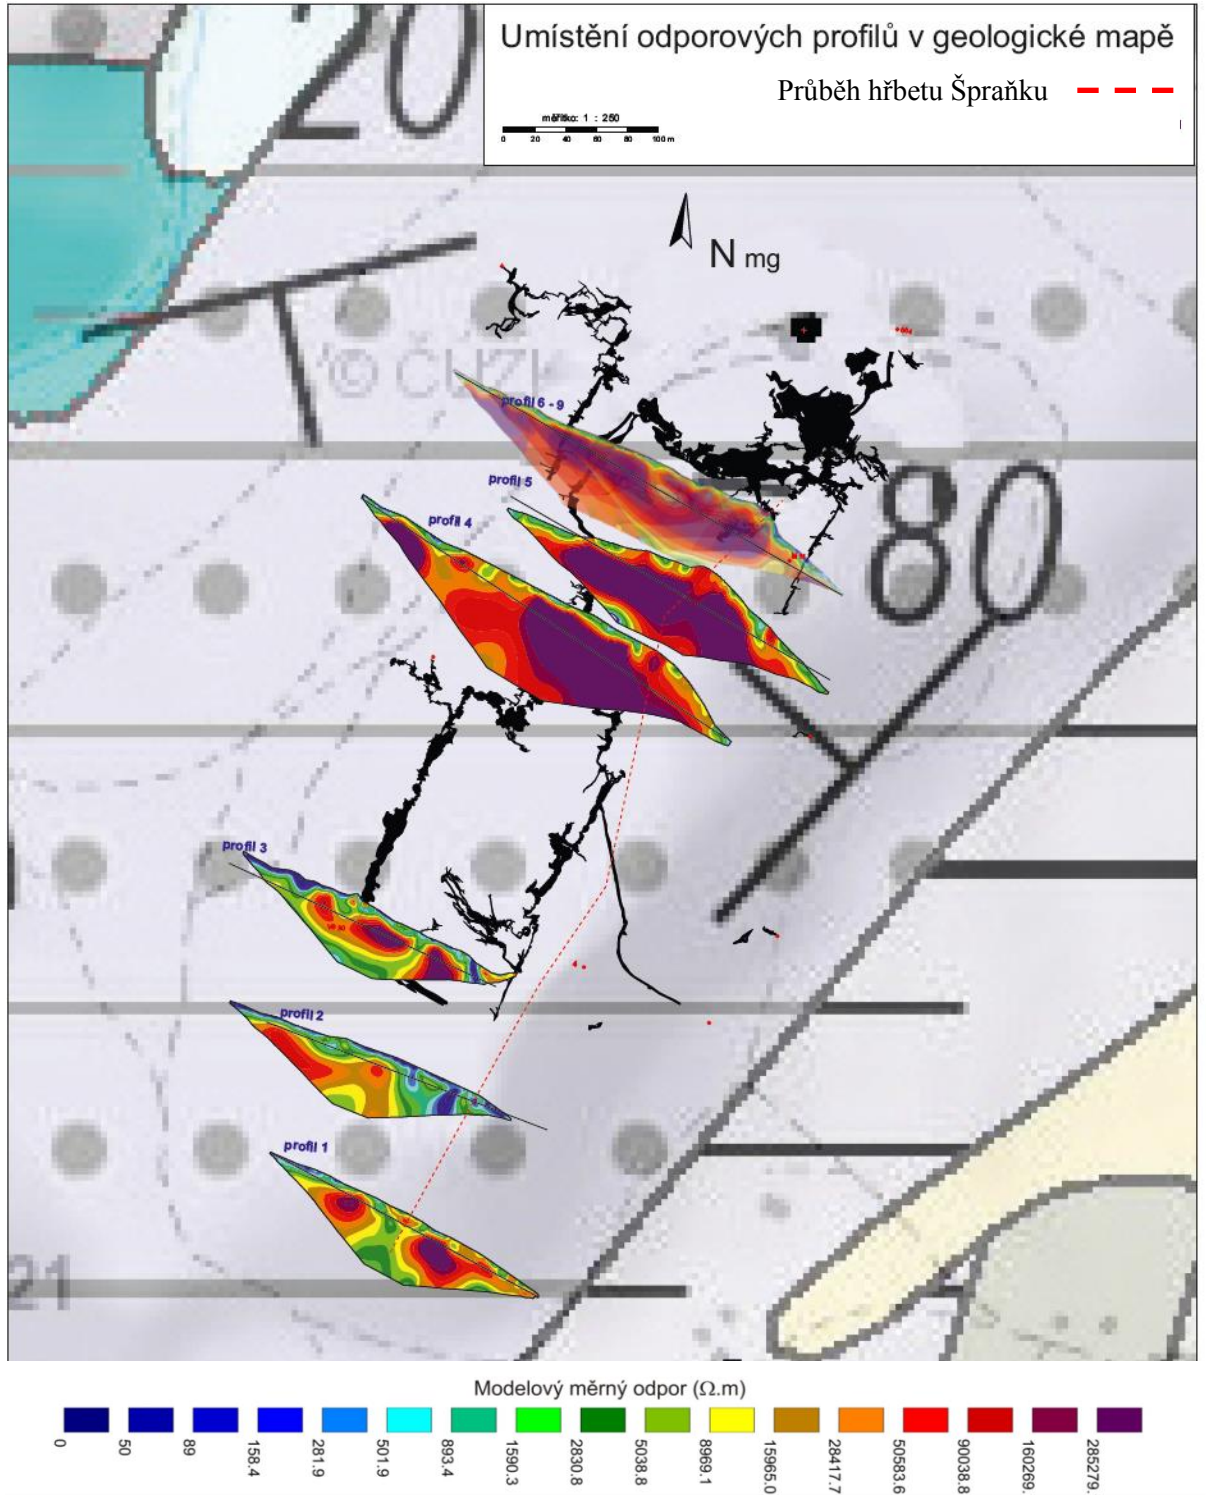 20
Umístění odporových profilů v geologické mapě
Průběh hřbetu Špraňku
měřítko: 1 : 250
0 20 40 60 80 100 m
N mg
© ČÚZK
profil 6 - 9
profil 5
profil 4
80
profil 3
profil 2
profil 1
21
Modelový měrný odpor (Ω.m)
0 50 89 158.4 281.9 501.9 893.4 1590.3 2830.8 5038.8 8969.1 15965.0 28417.7 50583.6 90038.8 160269. 285279.